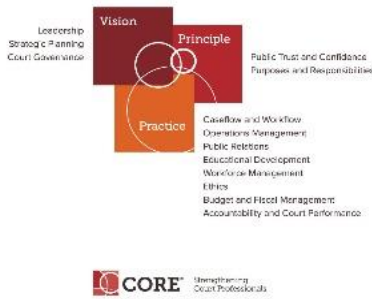 Vision
Leadership
Strategic Planning
Court Governance
Principle
Public Trust and Confidence
Purposes and Responsibilities
Practice
Caseflow and Workflow
Operations Management
Public Relations
Educational Development
Workforce Management
Ethics
Budget and Fiscal Management
Accountability and Court Performance
CORE™
Strengthening
Court Professionals